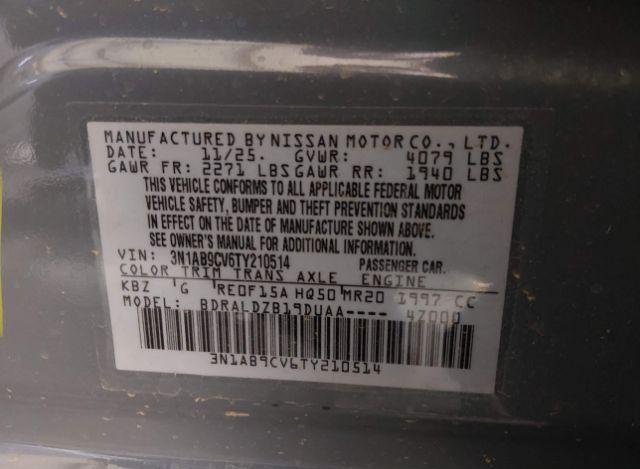 MANUFACTURED BY NISSAN MOTOR CO., LTD.
DATE: 11/25. GVWR: 4079 LBS
GAWR FR: 2271 LBS GAWR RR: 1940 LBS
THIS VEHICLE CONFORMS TO ALL APPLICABLE FEDERAL MOTOR
VEHICLE SAFETY, BUMPER AND THEFT PREVENTION STANDARDS
IN EFFECT ON THE DATE OF MANUFACTURE SHOWN ABOVE.
SEE OWNER'S MANUAL FOR ADDITIONAL INFORMATION.
VIN: 3N1AB9CV6TY210514 PASSENGER CAR.
COLOR TRIM TRANS AXLE ENGINE
KBZ G RE0F15A HQ50 MR20 1997 CC
MODEL: BDRALDZB19DUAA---- 47000
3N1AB9CV6TY210514